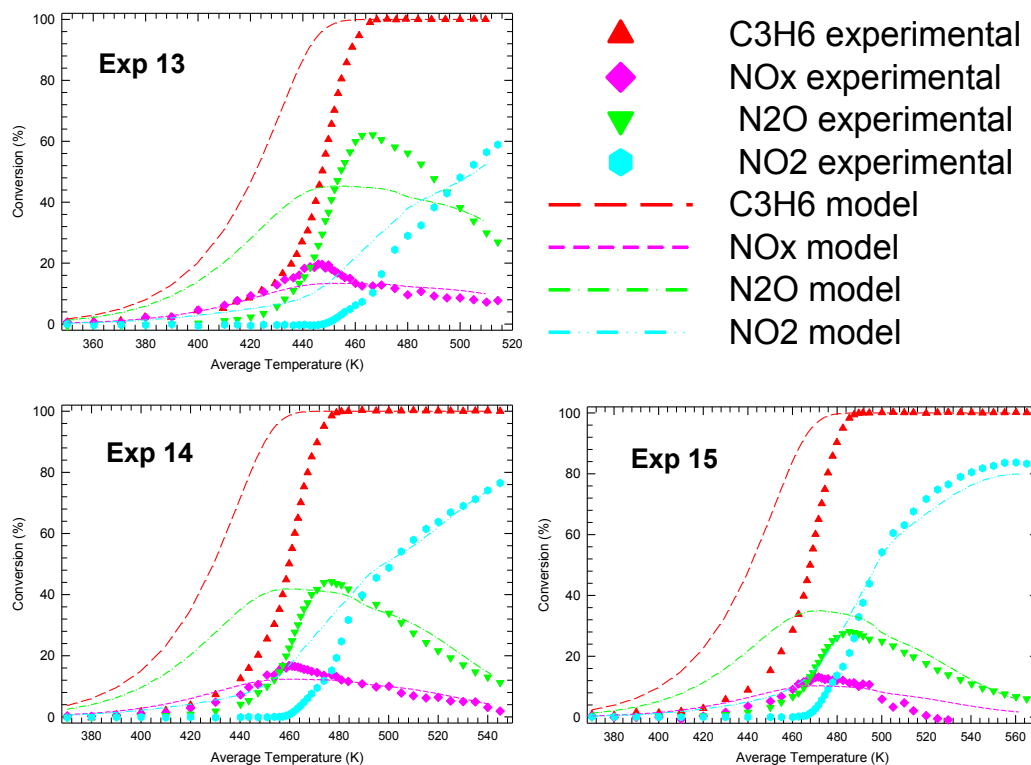 100
80
60
40
20
0
Conversion (%)
Exp 13
360 380 400 420 440 460 480 500 520
Average Temperature (K)
C3H6 experimental
NOx experimental
N2O experimental
NO2 experimental
C3H6 model
NOx model
N2O model
NO2 model
100
80
60
40
20
0
Conversion (%)
Exp 14
380 400 420 440 460 480 500 520 540
Average Temperature (K)
100
80
60
40
20
0
Conversion (%)
Exp 15
380 400 420 440 460 480 500 520 540 560
Average Temperature (K)